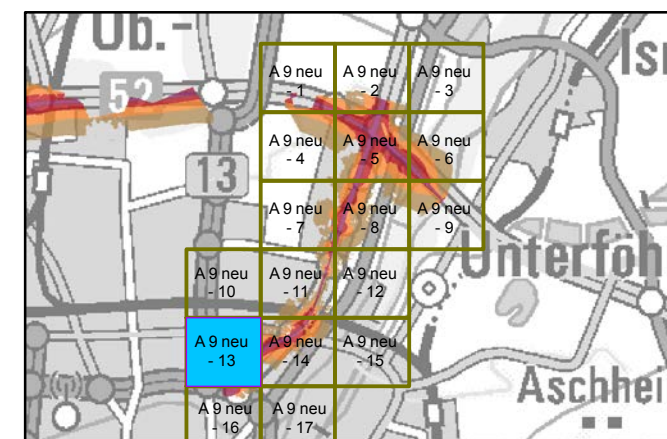 Ob.-
52
13
Isr
Unterföh
Aschhei
A 9 neu
- 1
A 9 neu
- 2
A 9 neu
- 3
A 9 neu
- 4
A 9 neu
- 5
A 9 neu
- 6
A 9 neu
- 7
A 9 neu
- 8
A 9 neu
- 9
A 9 neu
- 10
A 9 neu
- 11
A 9 neu
- 12
A 9 neu
- 13
A 9 neu
- 14
A 9 neu
- 15
A 9 neu
- 16
A 9 neu
- 17